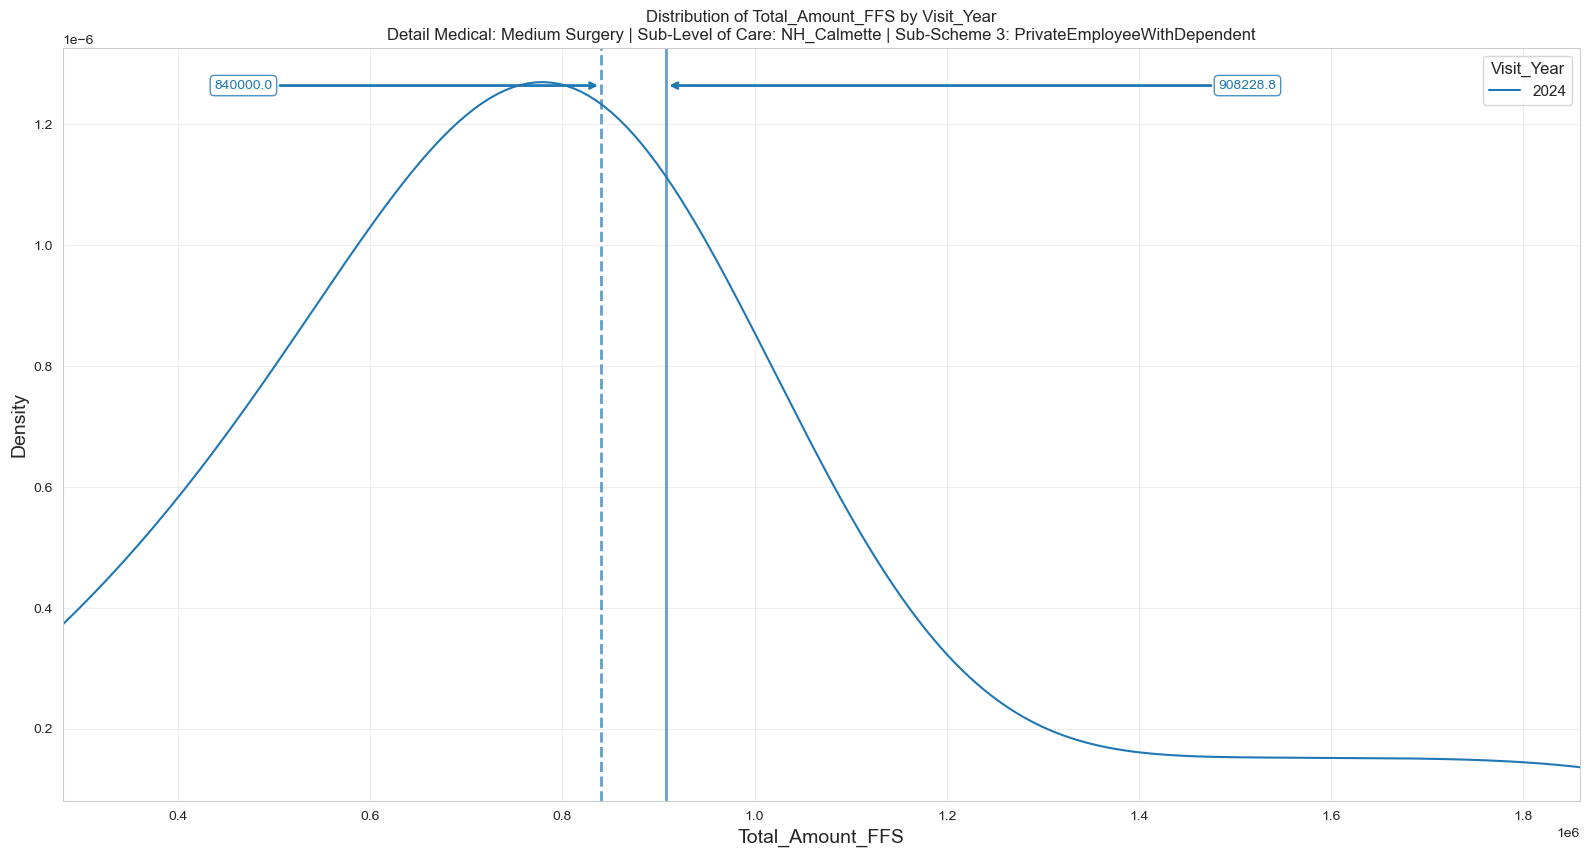 Distribution of Total_Amount_FFS by Visit_Year
Detail Medical: Medium Surgery | Sub-Level of Care: NH_Calmette | Sub-Scheme 3: PrivateEmployeeWithDependent
1e−6
840000.0
908228.8
Visit_Year
2024
1.2
1.0
0.8
0.6
0.4
0.2
Density
0.4
0.6
0.8
1.0
1.2
1.4
1.6
1.8
1e6
Total_Amount_FFS